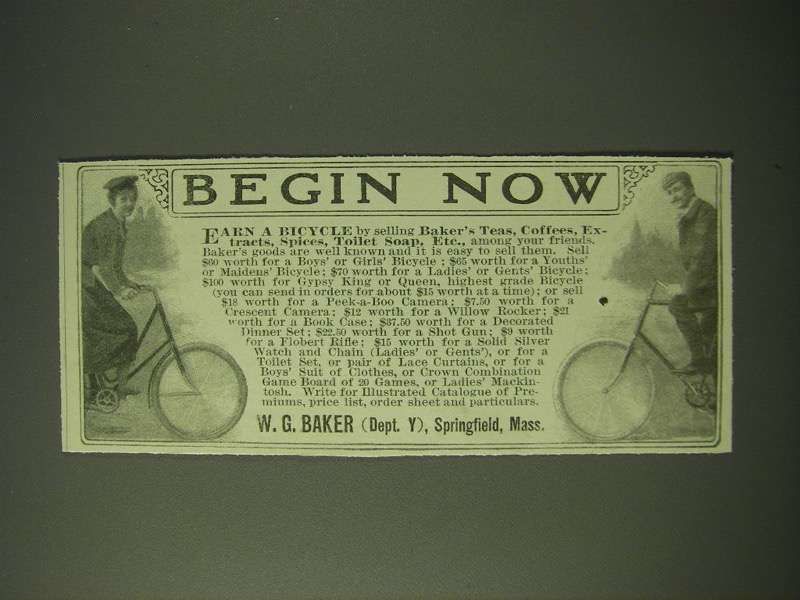 BEGIN NOW
EARN A BICYCLE by selling Baker's Teas, Coffees, Ex-
tracts, Spices, Toilet Soap, Etc., among your friends.
Baker's goods are well known and it is easy to sell them. Sell
$60 worth for a Boys' or Girls' Bicycle; $65 worth for a Youths'
or Maidens' Bicycle; $70 worth for a Ladies' or Gents' Bicycle;
$100 worth for Gypsy King or Queen, highest grade Bicycle
(you can send in orders for about $15 worth at a time); or sell
$18 worth for a Peek-a-Boo Camera; $7.50 worth for a
Crescent Camera; $12 worth for a Willow Rocker; $21
worth for a Book Case; $37.50 worth for a Decorated
Dinner Set; $22.50 worth for a Shot Gun; $9 worth
for a Flobert Rifle; $15 worth for a Solid Silver
Watch and Chain (Ladies' or Gents'), or for a
Toilet Set, or pair of Lace Curtains, or for a
Boys' Suit of Clothes, or Crown Combination
Game Board of 20 Games, or Ladies' Mackin-
tosh. Write for Illustrated Catalogue of Pre-
miums, price list, order sheet and particulars.
W. G. BAKER (Dept. Y), Springfield, Mass.